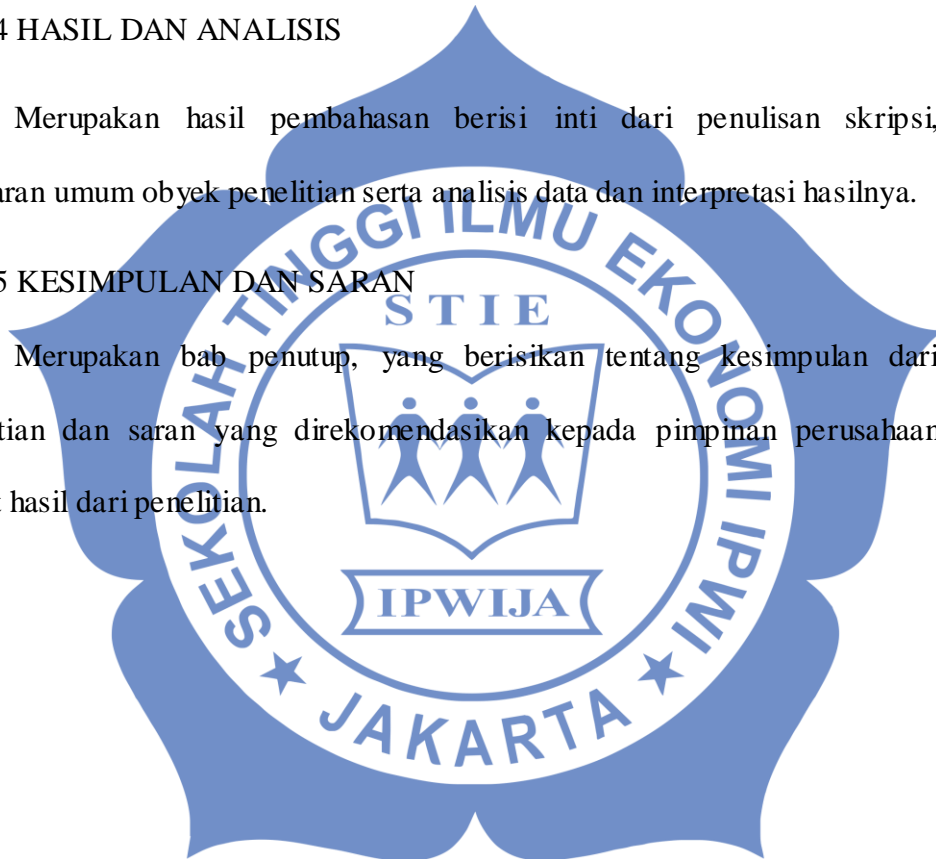 4 HASIL DAN ANALISIS
Merupakan hasil pembahasan berisi inti dari penulisan skripsi,
aran umum obyek penelitian serta analisis data dan interpretasi hasilnya.
5 KESIMPULAN DAN SARAN
Merupakan bab penutup, yang berisikan tentang kesimpulan dari
tian dan saran yang direkomendasikan kepada pimpinan perusahaan
hasil dari penelitian.
SEKOLAH TINGGI ILMU EKONOMI IPWI
STIE
IPWIJA
★ JAKARTA ★